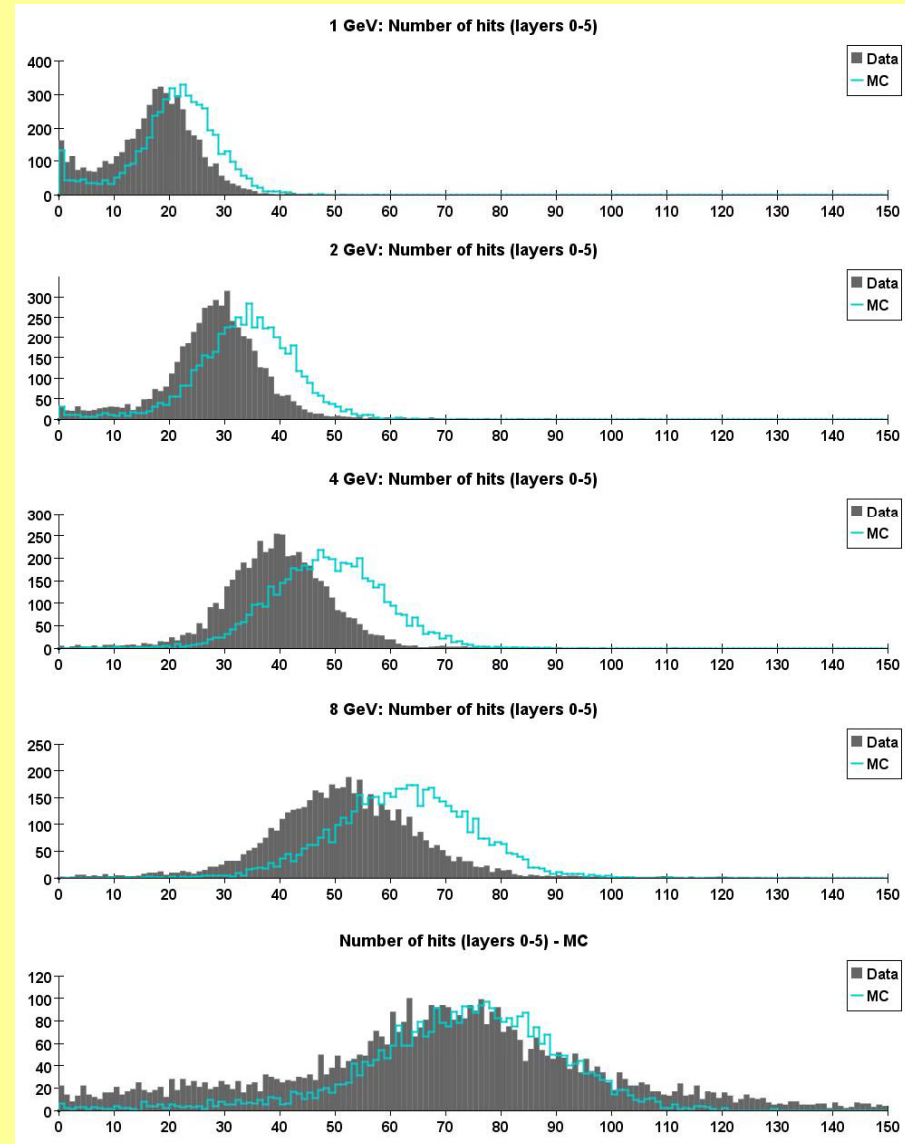 1 GeV: Number of hits (layers 0-5)
400
300
200
100
0
0 10 20 30 40 50 60 70 80 90 100 110 120 130 140 150
Data
MC
2 GeV: Number of hits (layers 0-5)
300
250
200
150
100
50
0
0 10 20 30 40 50 60 70 80 90 100 110 120 130 140 150
Data
MC
4 GeV: Number of hits (layers 0-5)
300
250
200
150
100
50
0
0 10 20 30 40 50 60 70 80 90 100 110 120 130 140 150
Data
MC
8 GeV: Number of hits (layers 0-5)
250
200
150
100
50
0
0 10 20 30 40 50 60 70 80 90 100 110 120 130 140 150
Data
MC
Number of hits (layers 0-5) - MC
120
100
80
60
40
20
0
0 10 20 30 40 50 60 70 80 90 100 110 120 130 140 150
Data
MC